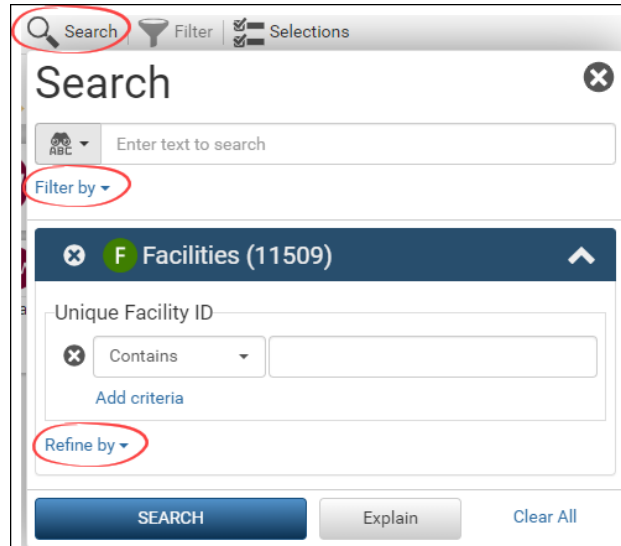 Search Filter Selections
Search
ABC Enter text to search
Filter by
F Facilities (11509)
Unique Facility ID
Contains
Add criteria
Refine by
SEARCH Explain Clear All